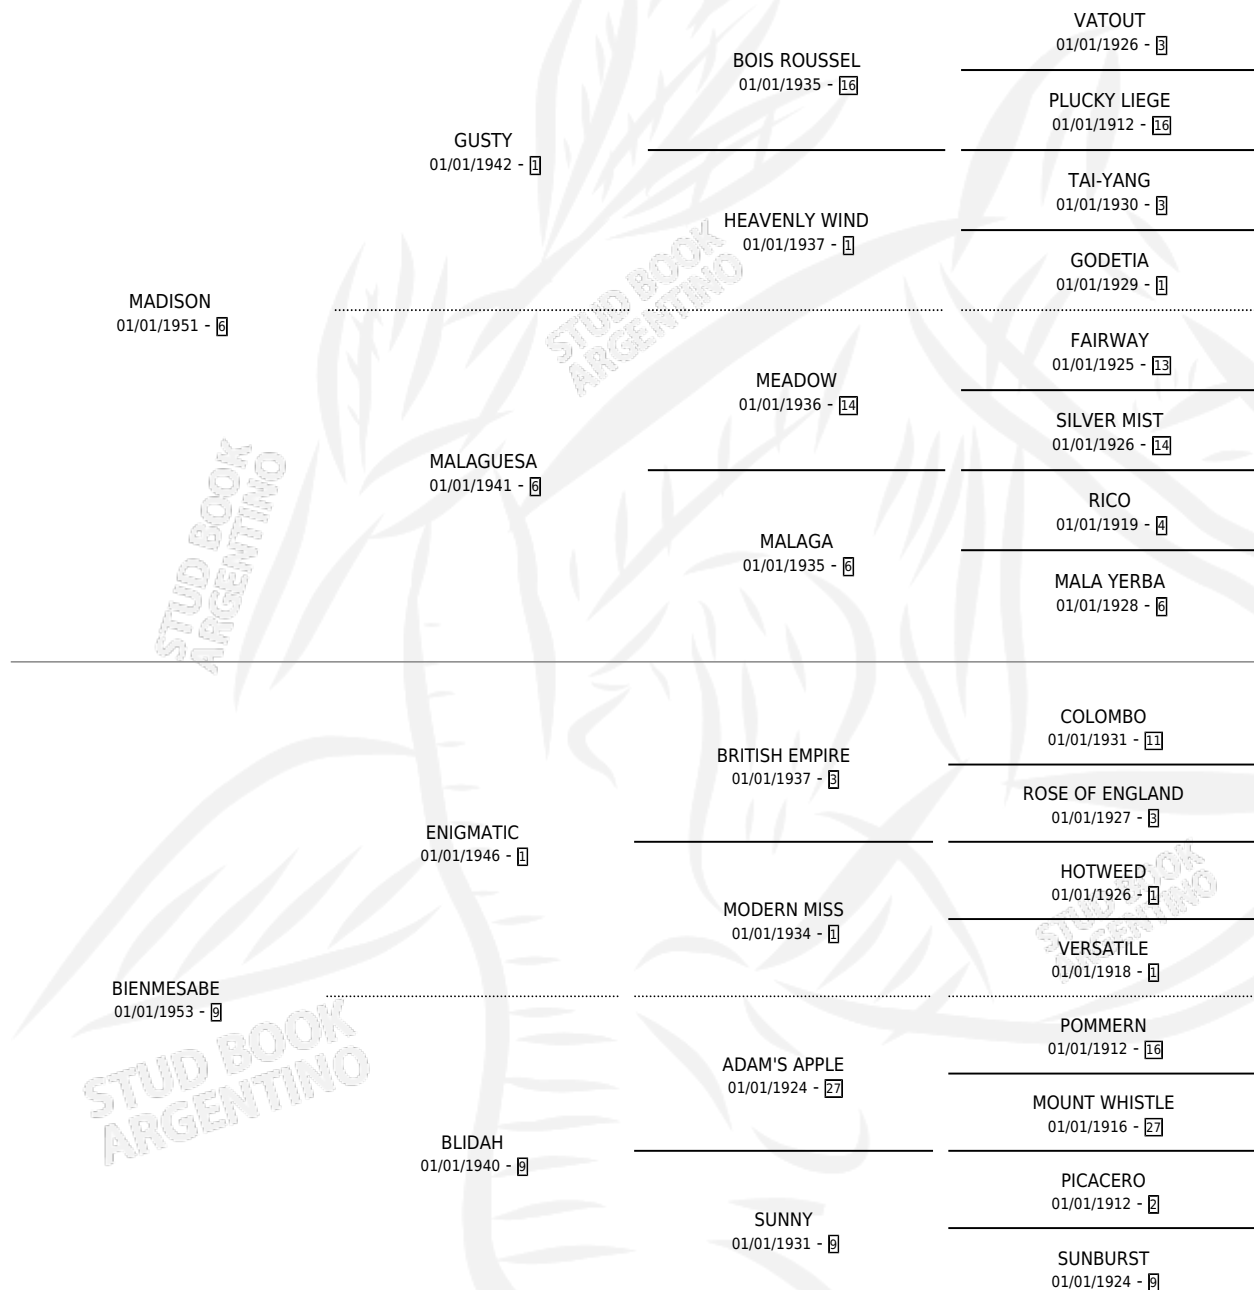 VATOUT
01/01/1926 - 3
BOIS ROUSSEL
01/01/1935 - 16
PLUCKY LIEGE
01/01/1912 - 16
GUSTY
01/01/1942 - 1
TAI-YANG
01/01/1930 - 3
HEAVENLY WIND
01/01/1937 - 1
GODETIA
01/01/1929 - 1
MADISON
01/01/1951 - 6
FAIRWAY
01/01/1925 - 13
MEADOW
01/01/1936 - 14
SILVER MIST
01/01/1926 - 14
MALAGUESA
01/01/1941 - 6
RICO
01/01/1919 - 4
MALAGA
01/01/1935 - 6
MALA YERBA
01/01/1928 - 6
COLOMBO
01/01/1931 - 11
BRITISH EMPIRE
01/01/1937 - 3
ROSE OF ENGLAND
01/01/1927 - 3
ENIGMATIC
01/01/1946 - 1
HOTWEED
01/01/1926 - 1
MODERN MISS
01/01/1934 - 1
VERSATILE
01/01/1918 - 1
BIENMESABE
01/01/1953 - 9
POMMERN
01/01/1912 - 16
ADAM'S APPLE
01/01/1924 - 27
MOUNT WHISTLE
01/01/1916 - 27
BLIDAH
01/01/1940 - 9
PICACERO
01/01/1912 - 2
SUNNY
01/01/1931 - 9
SUNBURST
01/01/1924 - 9
STUD BOOK
ARGENTINO
STUD BOOK
ARGENTINO
STUD BOOK
ARGENTINO
STUD BOOK
ARGENTINO